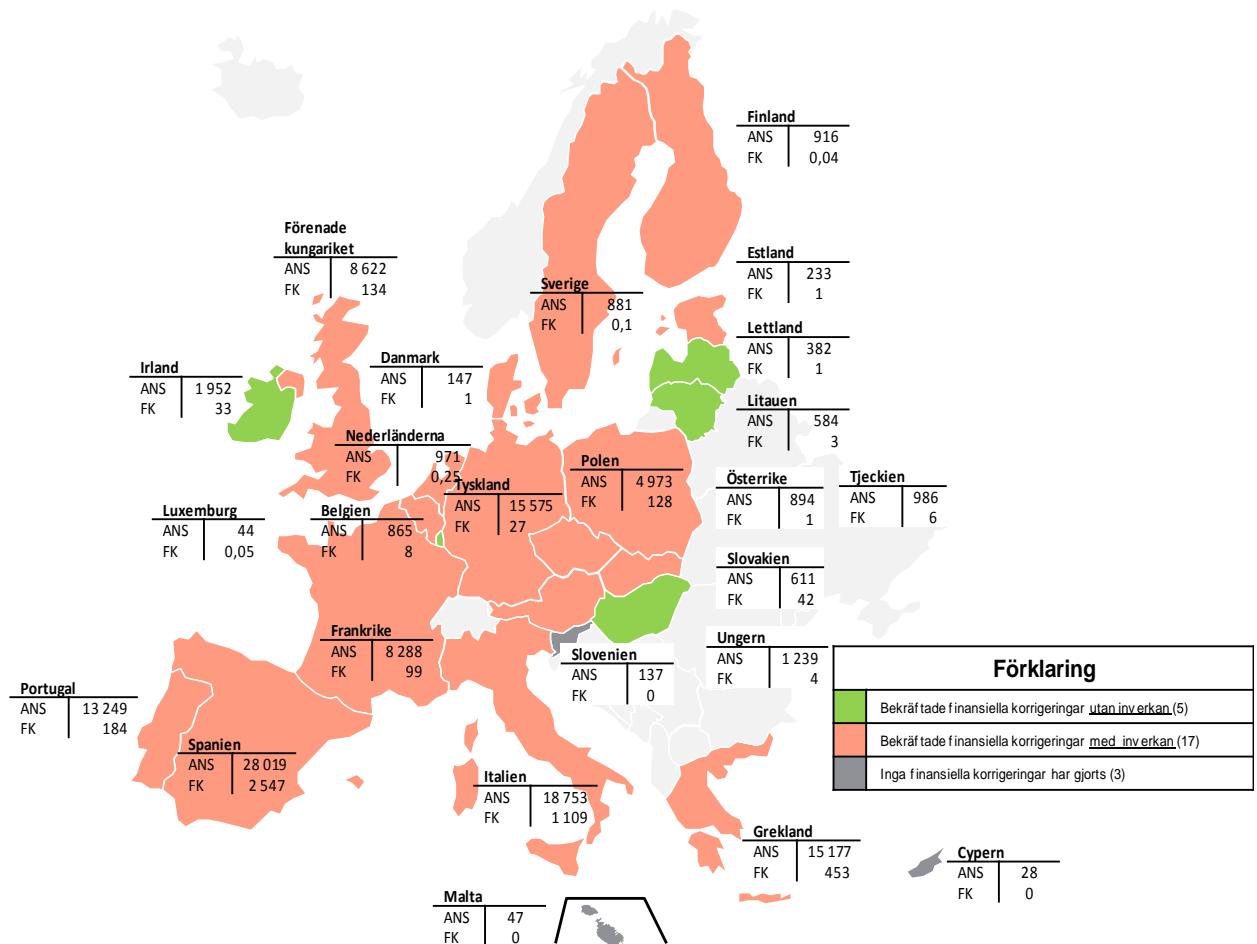 Finland
ANS 916
FK 0,04
Förenade
kungariket
ANS 8 622
FK 134
Estland
ANS 233
FK 1
Sverige
ANS 881
FK 0,1
Lettland
ANS 382
FK 1
Irland
ANS 1 952
FK 33
Danmark
ANS 147
FK 1
Litauen
ANS 584
FK 3
Nederländerna
ANS 971
FK 0,25
Polen
ANS 4 973
FK 128
Österrike
ANS 894
FK 1
Tjeckien
ANS 986
FK 6
Tyskland
ANS 15 575
FK 27
Luxemburg
ANS 44
FK 0,05
Belgien
ANS 865
FK 8
Slovakien
ANS 611
FK 42
Frankrike
ANS 8 288
FK 99
Ungern
ANS 1 239
FK 4
Slovenien
ANS 137
FK 0
Portugal
ANS 13 249
FK 184
Spanien
ANS 28 019
FK 2 547
Italien
ANS 18 753
FK 1 109
Förklaring
Bekräftade finansiella korrigeringar utan inverkan (5)
Bekräftade finansiella korrigeringar med inverkan (17)
Inga finansiella korrigeringar har gjorts (3)
Grekland
ANS 15 177
FK 453
Cypern
ANS 28
FK 0
Malta
ANS 47
FK 0